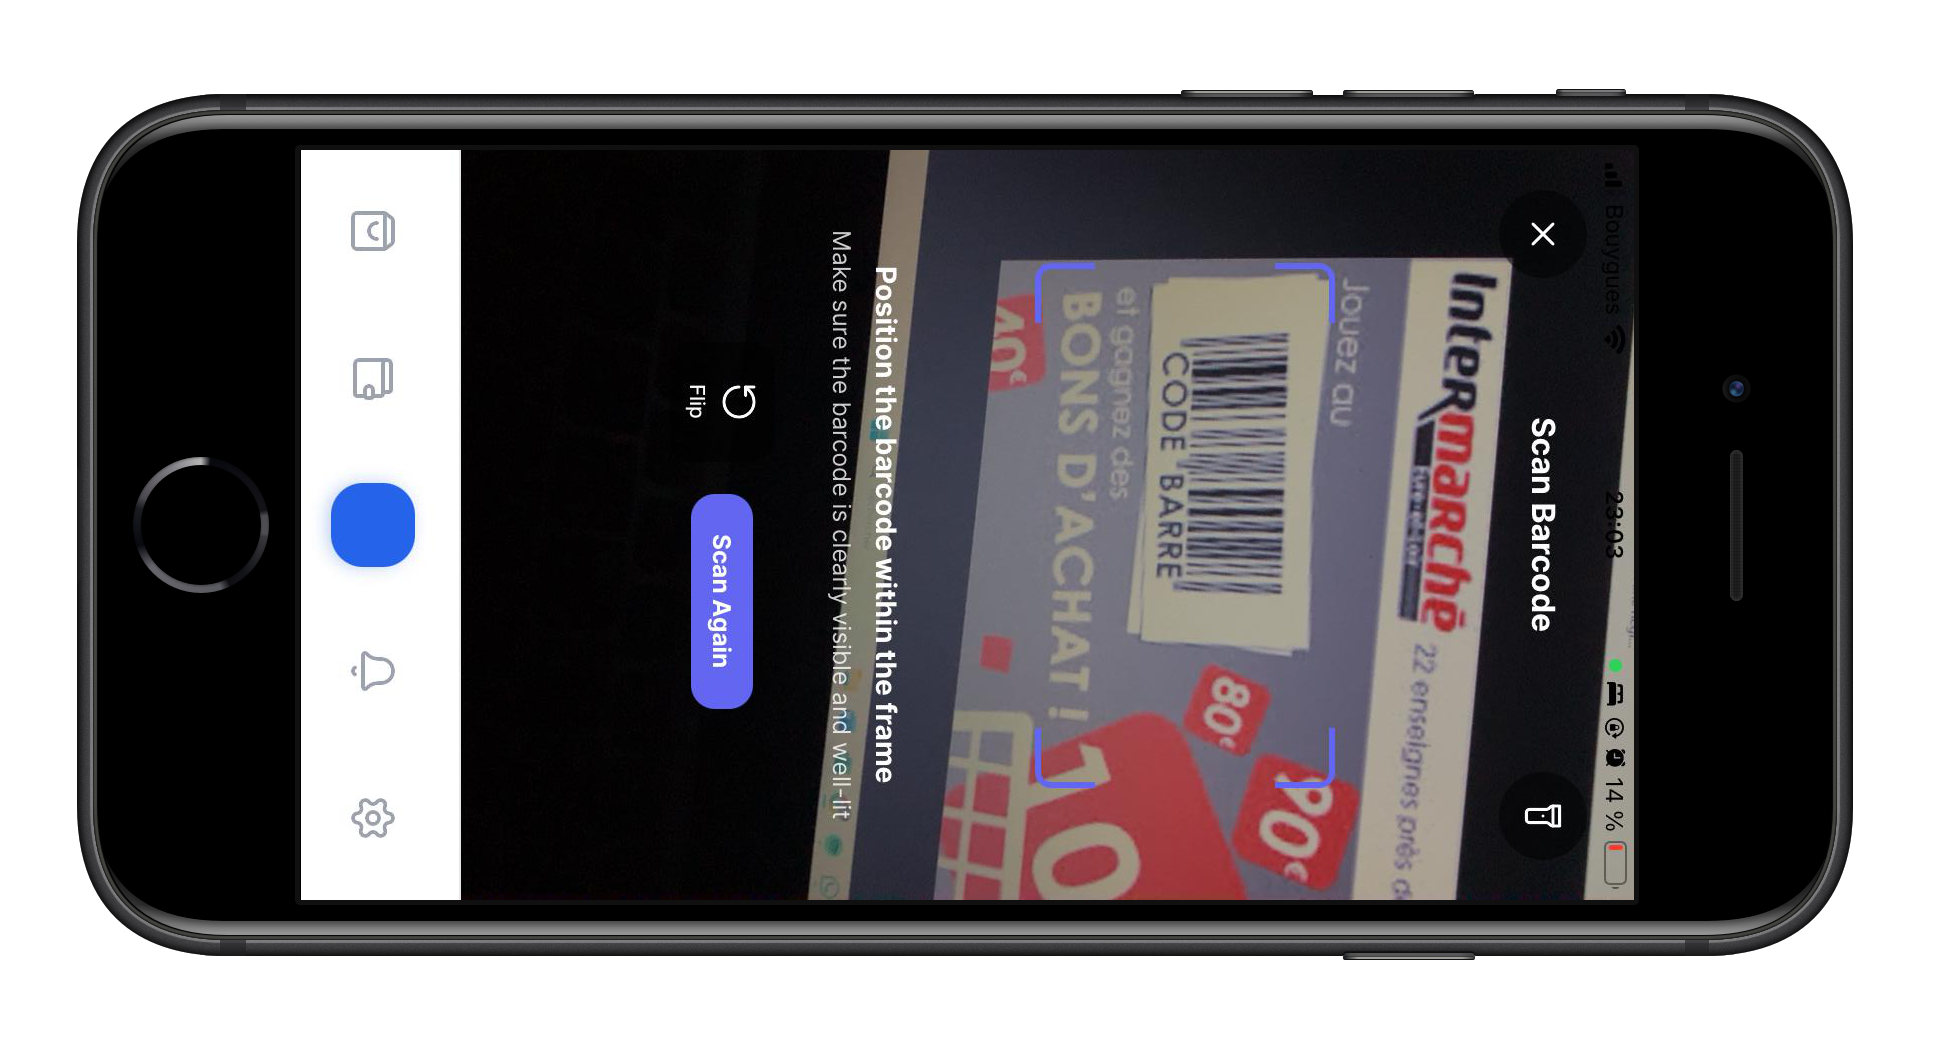 Bouygues 23:03 14 %
Scan Barcode
InteRmaRchē
22 enseignes près d
Jouez au
80€
90€
CODE-BARRE
et gagnez des
BONS D'ACHAT !
40€
10
Position the barcode within the frame
Make sure the barcode is clearly visible and well-lit
Flip
Scan Again